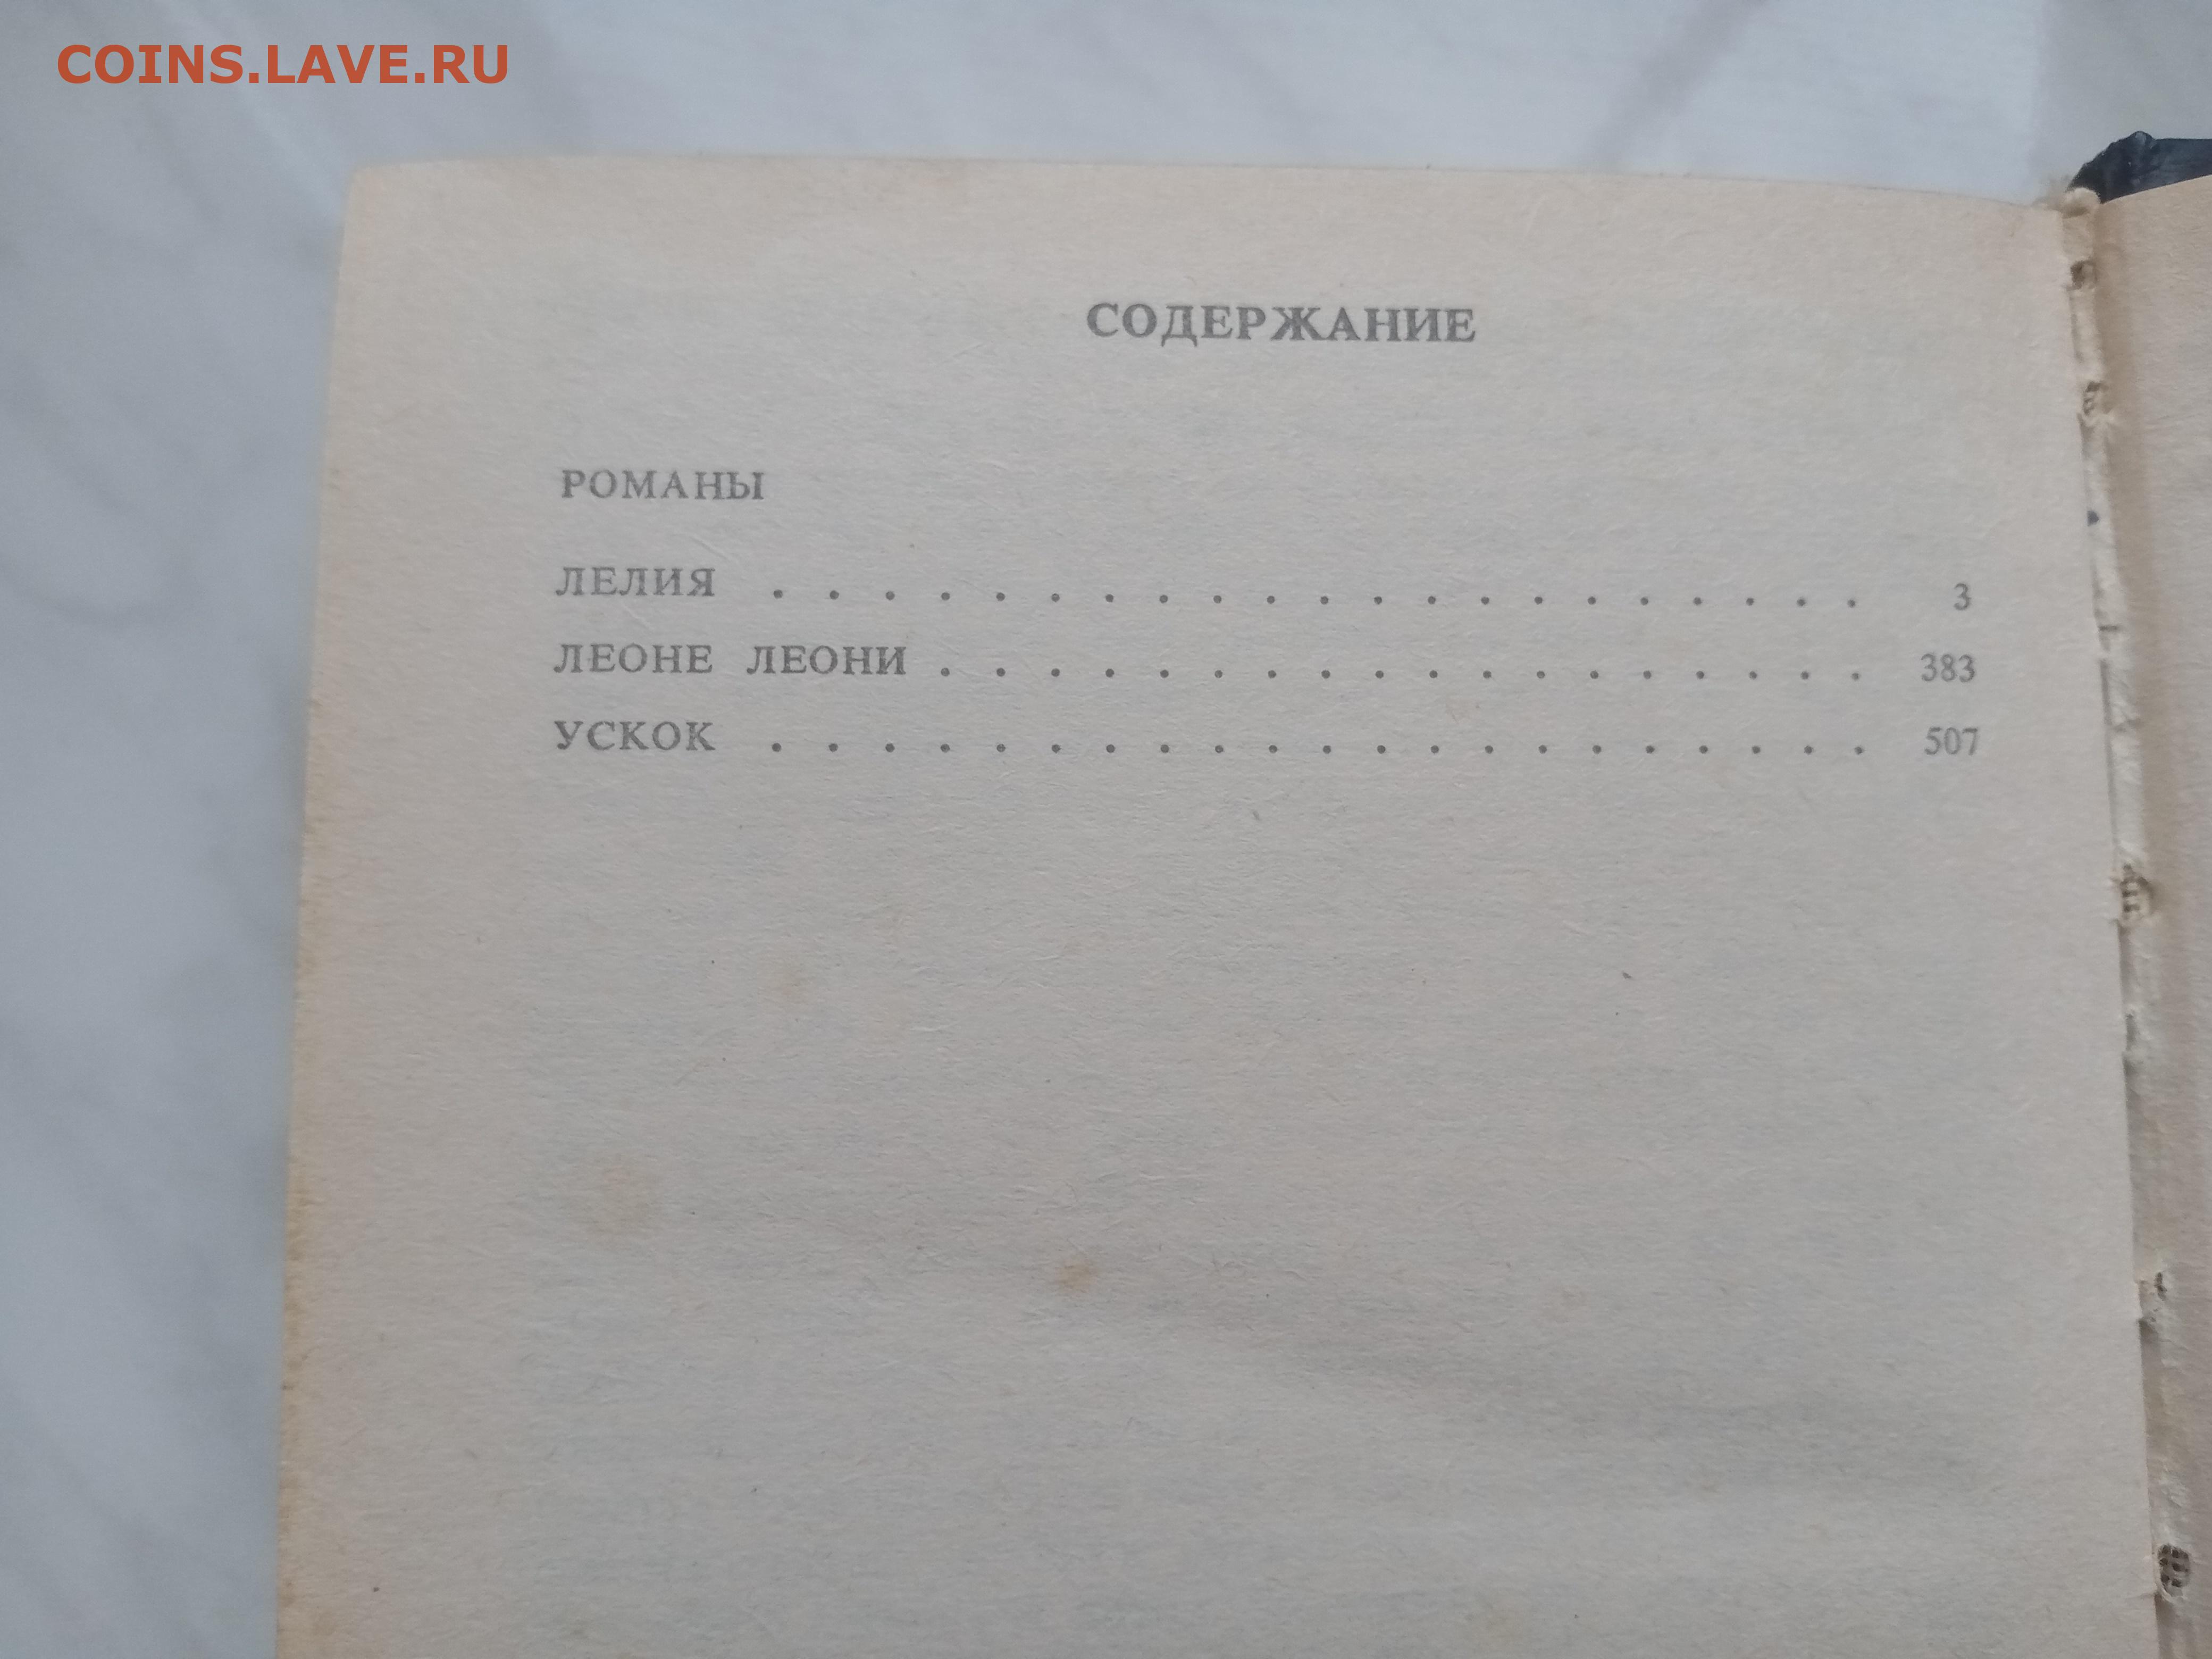 COINS.LAVE.RU
СОДЕРЖАНИЕ
РОМАНЫ
ЛЕЛИЯ . . . . . . . . . . . . . . . . . . . . . 3
ЛЕОНЕ ЛЕОНИ . . . . . . . . . . . . . . . . . . 383
УСКОК . . . . . . . . . . . . . . . . . . . . . 507